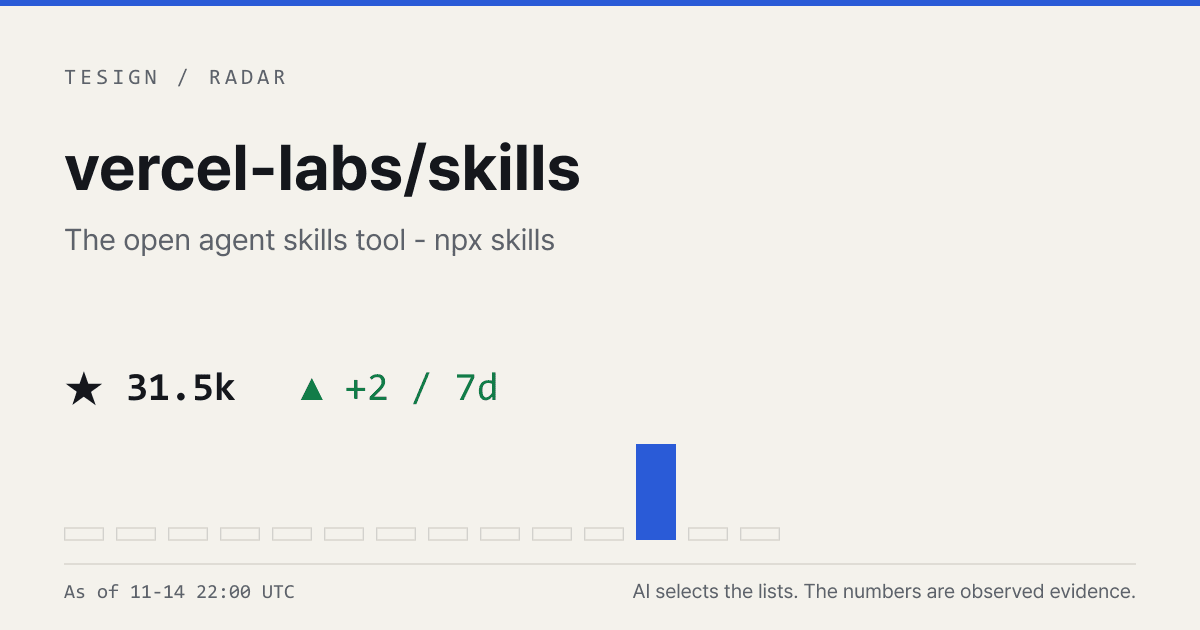 TESIGN / RADAR
vercel-labs/skills
The open agent skills tool - npx skills
★ 31.5k ▲ +2 / 7d
As of 11-14 22:00 UTC
AI selects the lists. The numbers are observed evidence.